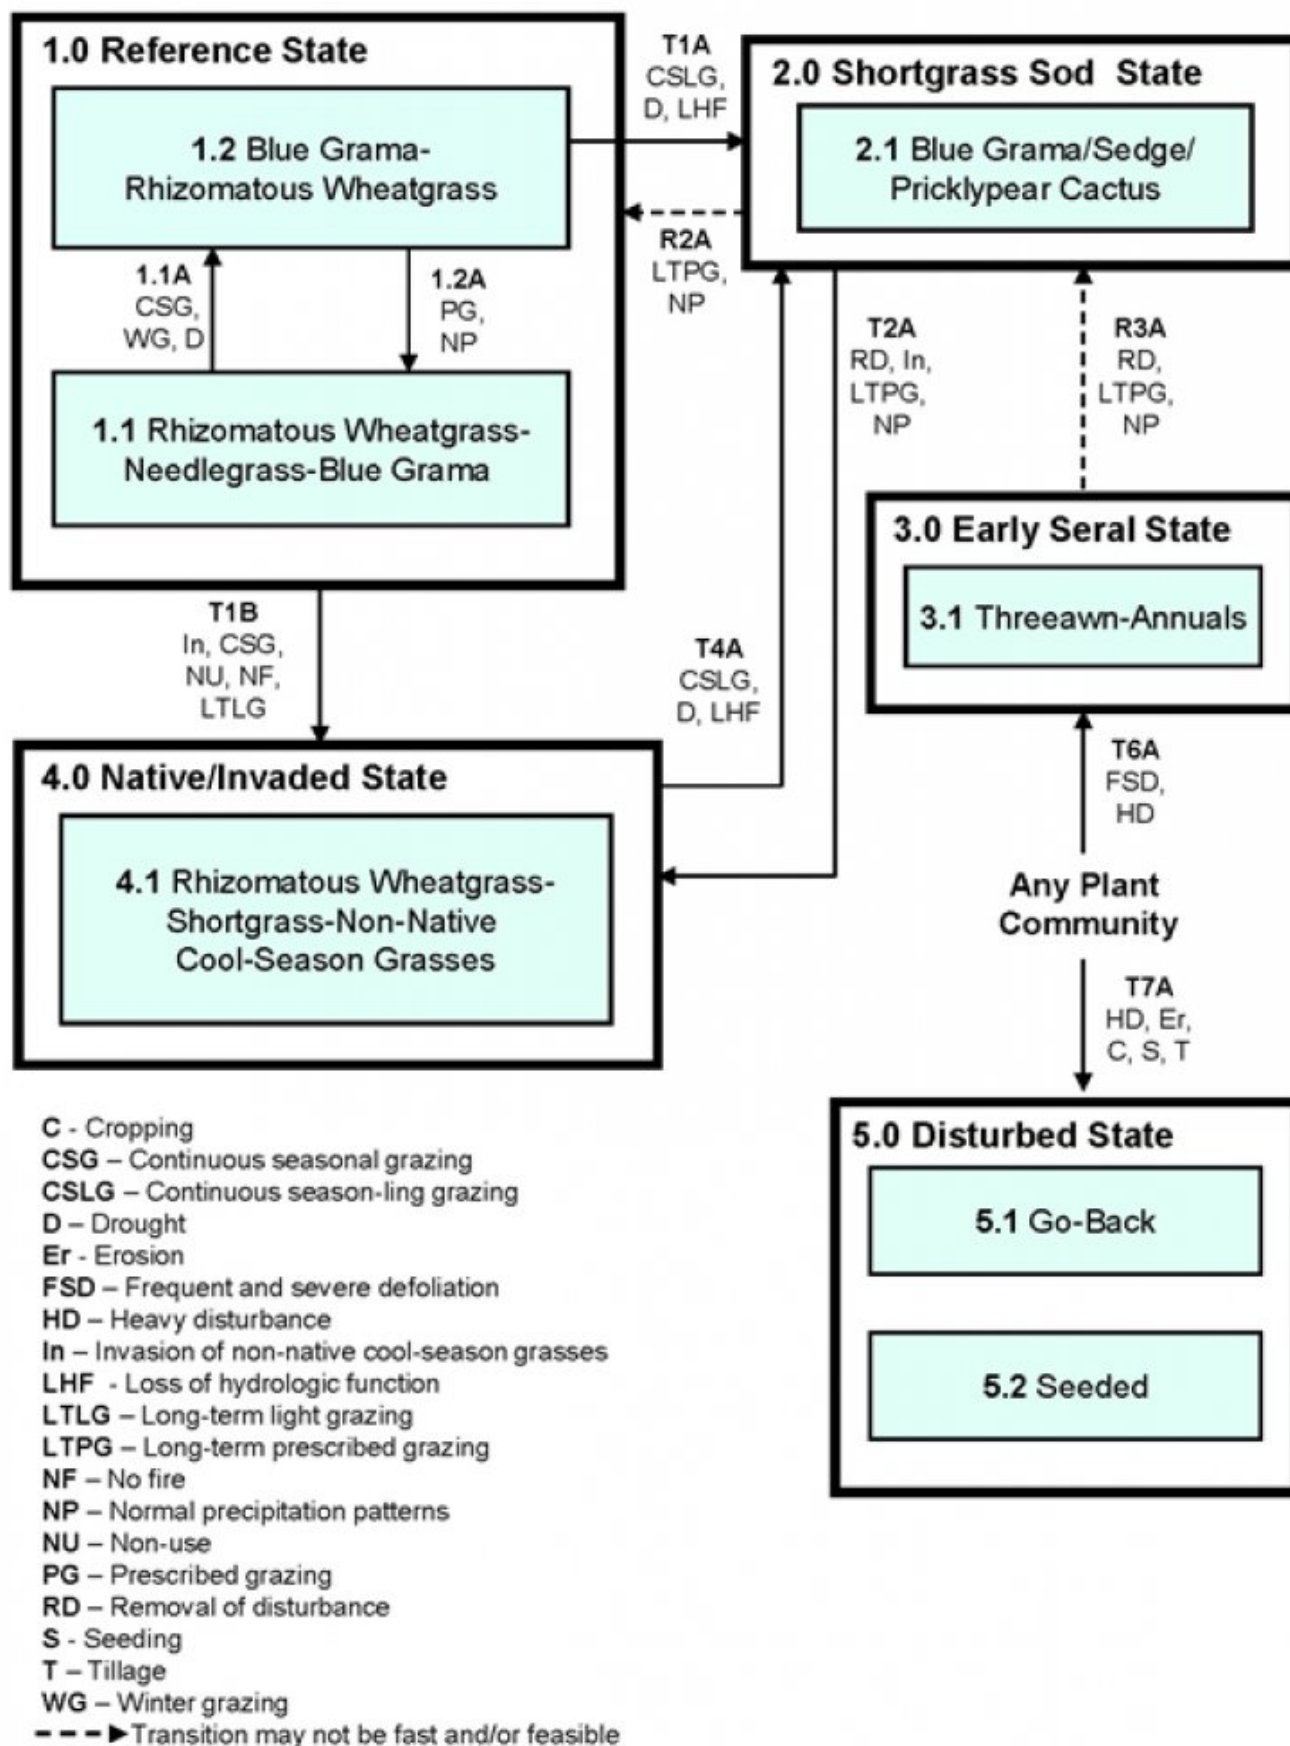 1.0 Reference State
1.2 Blue Grama-
Rhizomatous Wheatgrass
1.1A
CSG,
WG, D
1.2A
PG,
NP
1.1 Rhizomatous Wheatgrass-
Needlegrass-Blue Grama
T1A
CSLG,
D, LHF
R2A
LTPG,
NP
2.0 Shortgrass Sod State
2.1 Blue Grama/Sedge/
Pricklypear Cactus
T2A
RD, In,
LTPG,
NP
R3A
RD,
LTPG,
NP
3.0 Early Seral State
3.1 Threeawn-Annuals
T1B
In, CSG,
NU, NF,
LTLG
T4A
CSLG,
D, LHF
4.0 Native/Invaded State
4.1 Rhizomatous Wheatgrass-
Shortgrass-Non-Native
Cool-Season Grasses
T6A
FSD,
HD
Any Plant
Community
T7A
HD, Er,
C, S, T
5.0 Disturbed State
5.1 Go-Back
5.2 Seeded
C - Cropping
CSG – Continuous seasonal grazing
CSLG – Continuous season-ling grazing
D – Drought
Er - Erosion
FSD – Frequent and severe defoliation
HD – Heavy disturbance
In – Invasion of non-native cool-season grasses
LHF - Loss of hydrologic function
LTLG – Long-term light grazing
LTPG – Long-term prescribed grazing
NF – No fire
NP – Normal precipitation patterns
NU – Non-use
PG – Prescribed grazing
RD – Removal of disturbance
S - Seeding
T – Tillage
WG – Winter grazing
Transition may not be fast and/or feasible